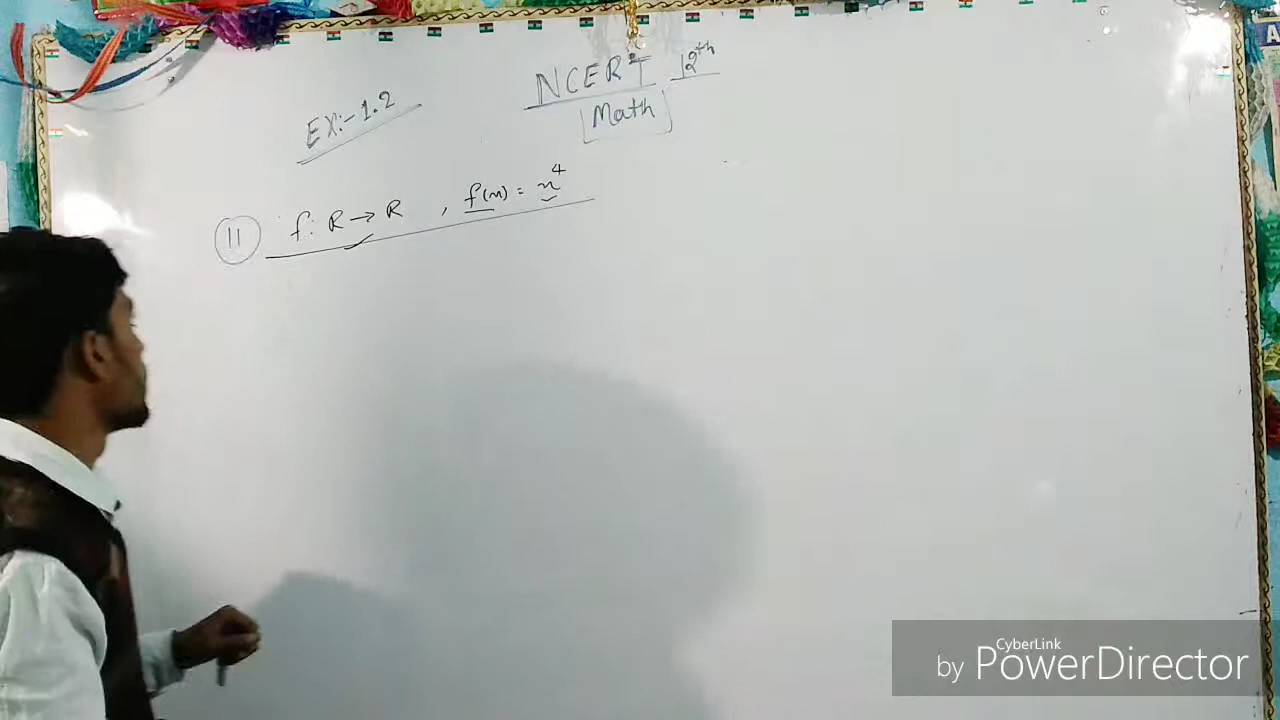 NCERT 12th
Math
Ex:- 1.2
11 f: R → R , f(x) = x⁴
A
CyberLink
by PowerDirector